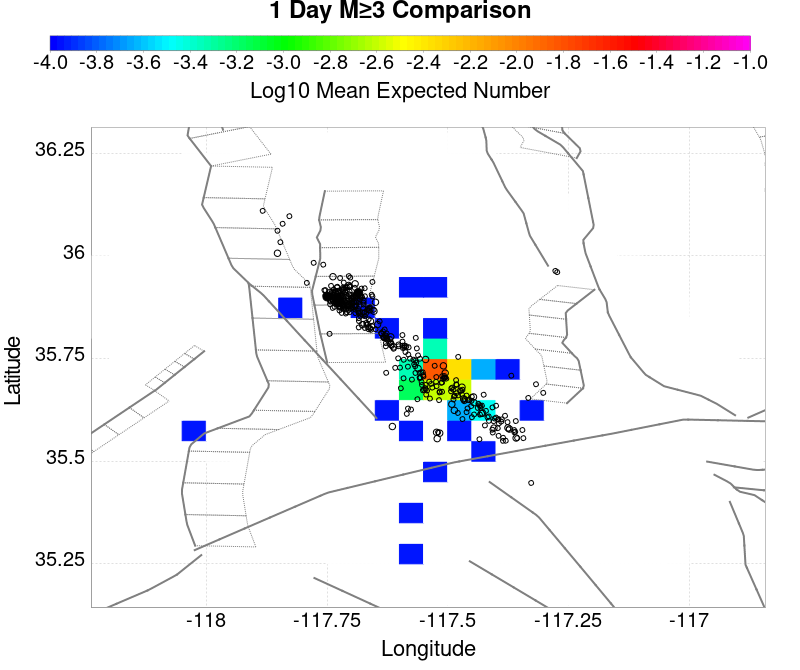 1 Day M≥3 Comparison
-4.0 -3.8 -3.6 -3.4 -3.2 -3.0 -2.8 -2.6 -2.4 -2.2 -2.0 -1.8 -1.6 -1.4 -1.2 -1.0
Log10 Mean Expected Number
36.25
36
35.75
35.5
35.25
Latitude
-118 -117.75 -117.5 -117.25 -117
Longitude